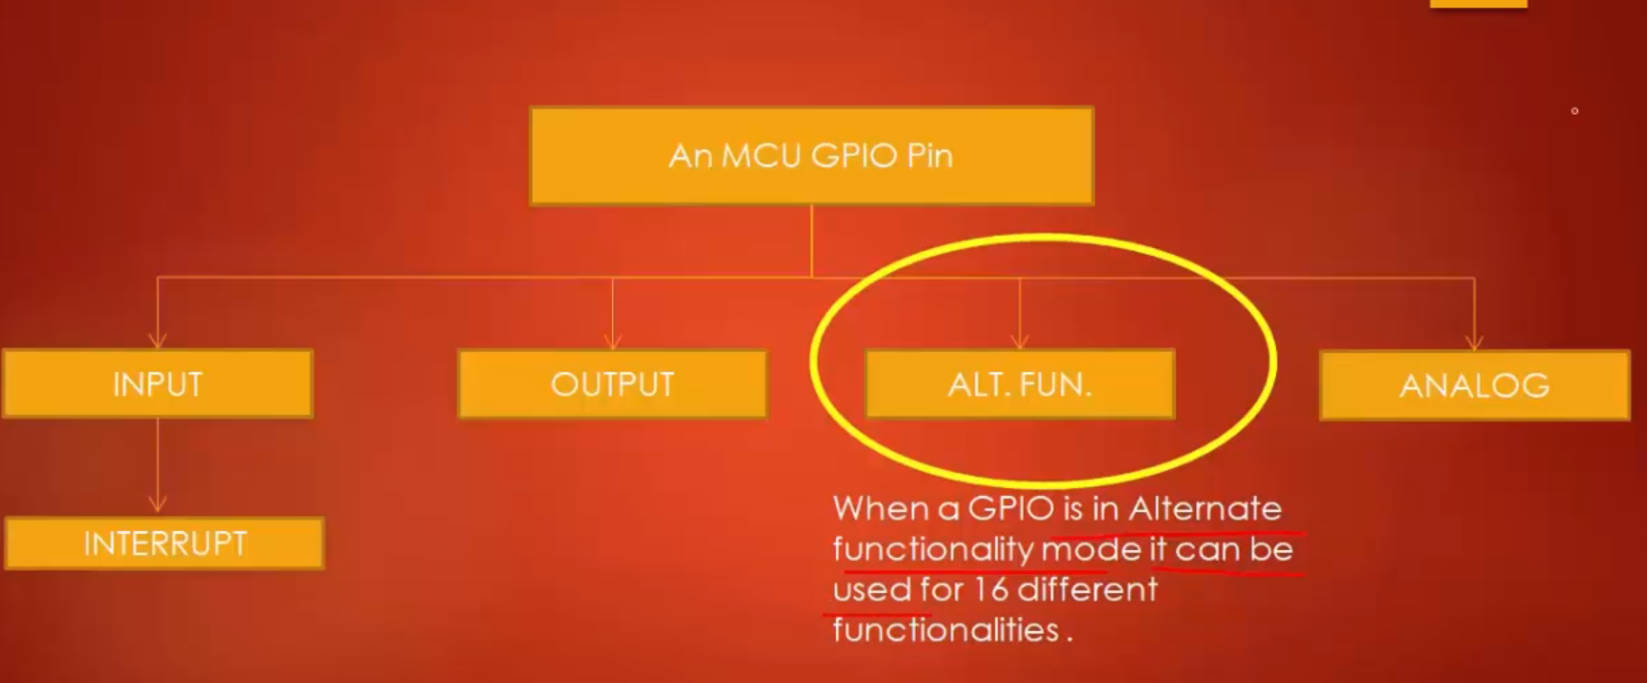 An MCU GPIO Pin
INPUT
OUTPUT
ALT. FUN.
ANALOG
INTERRUPT
When a GPIO is in Alternate
functionality mode it can be
used for 16 different
functionalities .